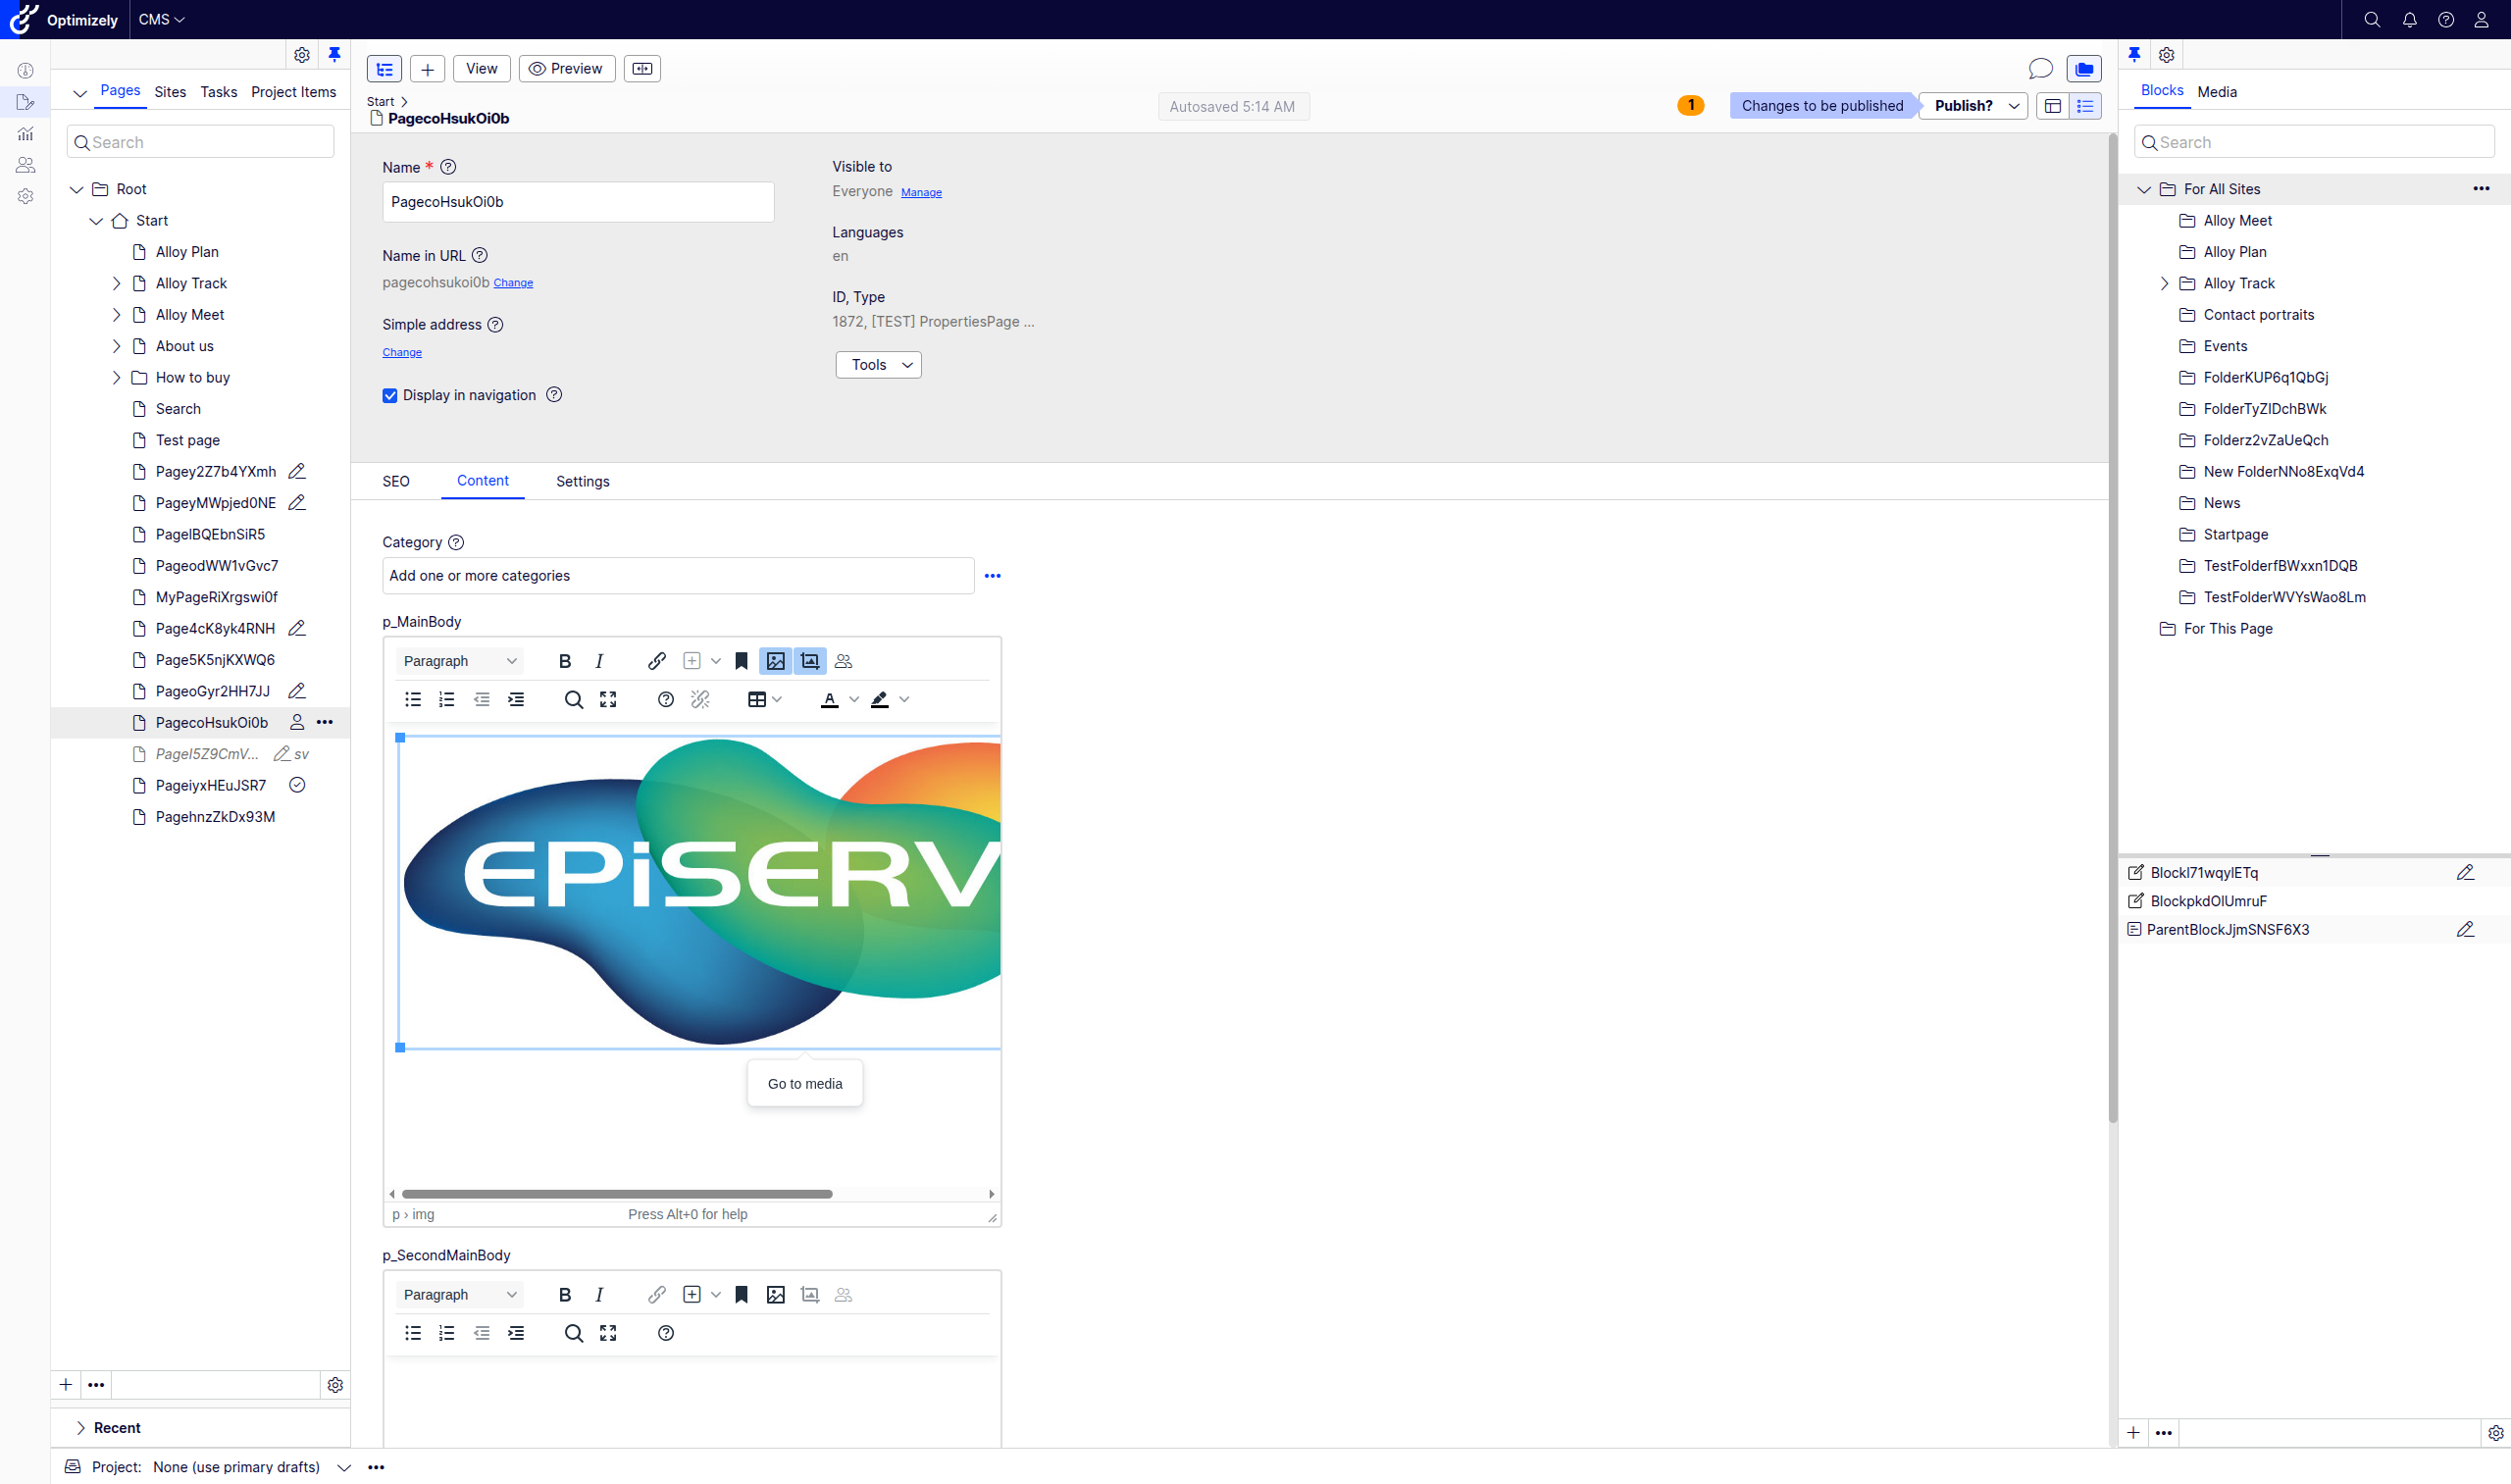 Optimizely
CMS
Pages Sites Tasks Project Items
Search
Root
Start
Alloy Plan
Alloy Track
Alloy Meet
About us
How to buy
Search
Test page
Pagey2Z7b4YXmh
PageyMWpjed0NE
PagelBQEbnSiR5
PageodWW1vGvc7
MyPageRiXrgswi0f
Page4cK8yk4RNH
Page5K5njKXWQ6
PageoGyr2HH7JJ
PagecoHsukOi0b
Pagel5Z9CmV... sv
PageiyxHEuJSR7
PagehnzZkDx93M
Recent
Project: None (use primary drafts)
View Preview
Start
PagecoHsukOi0b
Autosaved 5:14 AM
1
Changes to be published
Publish?
Name *
PagecoHsukOi0b
Name in URL
pagecohsukoi0b Change
Simple address
Change
Display in navigation
Visible to
Everyone Manage
Languages
en
ID, Type
1872, [TEST] PropertiesPage ...
Tools
SEO Content Settings
Category
Add one or more categories
p_MainBody
Paragraph
EPiSERV
Go to media
p › img
Press Alt+0 for help
p_SecondMainBody
Paragraph
Blocks Media
Search
For All Sites
Alloy Meet
Alloy Plan
Alloy Track
Contact portraits
Events
FolderKUP6q1QbGj
FolderTyZIDchBWk
Folderz2vZaUeQch
New FolderNNo8ExqVd4
News
Startpage
TestFolderfBWxxn1DQB
TestFolderWVYsWao8Lm
For This Page
Blockl71wqylETq
BlockpkdOlUmruF
ParentBlockJjmSNSF6X3